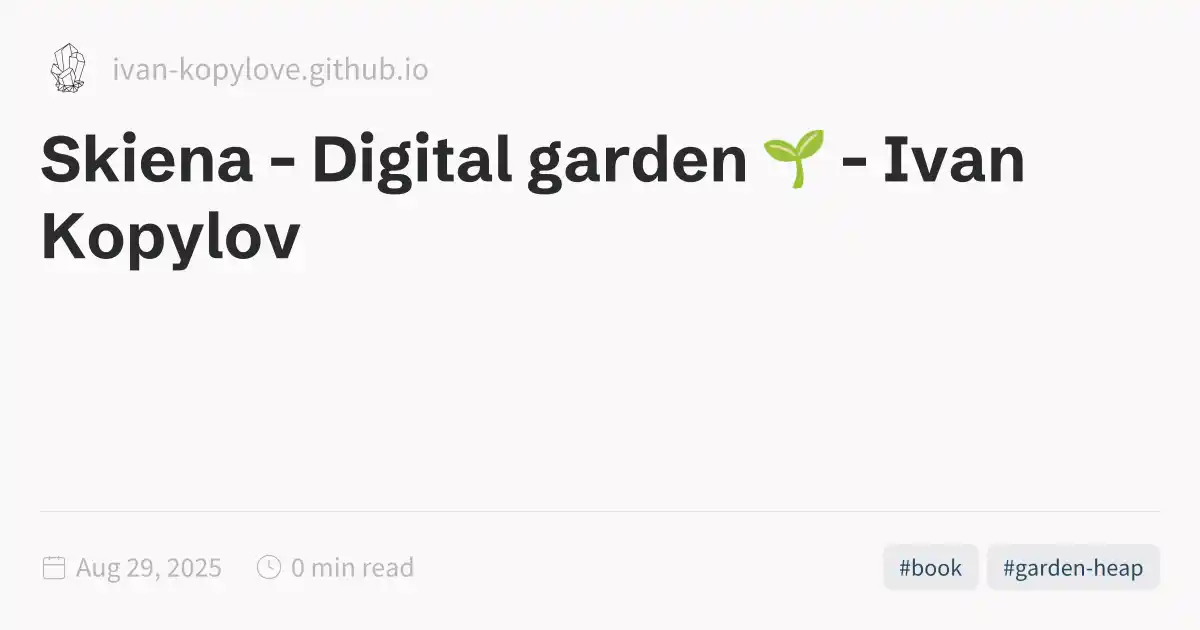 ivan-kopylove.github.io
Skiena - Digital garden 🌱 - Ivan
Kopylov
Aug 29, 2025
0 min read
#book
#garden-heap